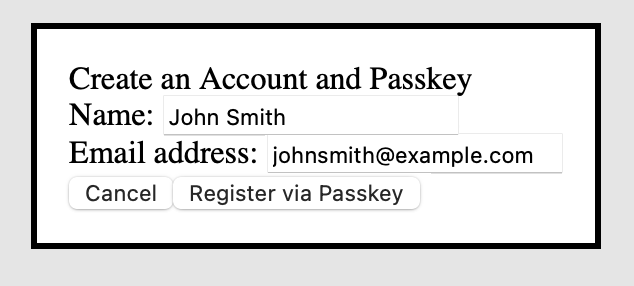 Create an Account and Passkey
Name: John Smith
Email address: johnsmith@example.com
Cancel Register via Passkey